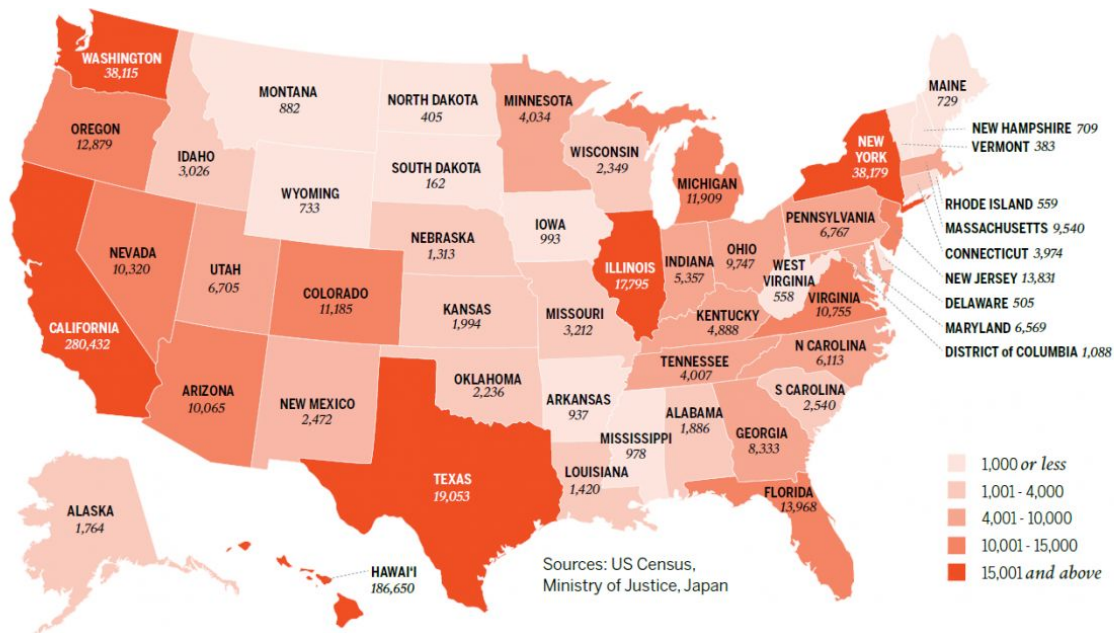 WASHINGTON
38,115
OREGON
12,879
CALIFORNIA
280,432
NEVADA
10,320
IDAHO
3,026
MONTANA
882
WYOMING
733
UTAH
6,705
COLORADO
11,185
ARIZONA
10,065
NEW MEXICO
2,472
NORTH DAKOTA
405
SOUTH DAKOTA
162
NEBRASKA
1,313
KANSAS
1,994
OKLAHOMA
2,236
TEXAS
19,053
MINNESOTA
4,034
IOWA
993
MISSOURI
3,212
ARKANSAS
937
LOUISIANA
1,420
WISCONSIN
2,349
ILLINOIS
17,795
MICHIGAN
11,909
INDIANA
5,357
OHIO
9,747
KENTUCKY
4,888
TENNESSEE
4,007
MISSISSIPPI
978
ALABAMA
1,886
GEORGIA
8,333
FLORIDA
13,968
S CAROLINA
2,540
N CAROLINA
6,113
VIRGINIA
10,755
WEST
VIRGINIA
558
PENNSYLVANIA
6,767
NEW
YORK
38,179
MAINE
729
NEW HAMPSHIRE 709
VERMONT 383
RHODE ISLAND 559
MASSACHUSETTS 9,540
CONNECTICUT 3,974
NEW JERSEY 13,831
DELAWARE 505
MARYLAND 6,569
DISTRICT of COLUMBIA 1,088
ALASKA
1,764
HAWAI'I
186,650
Sources: US Census,
Ministry of Justice, Japan
1,000 or less
1,001 - 4,000
4,001 - 10,000
10,001 - 15,000
15,001 and above